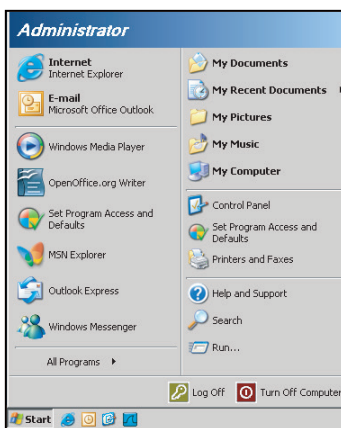 Administrator
Internet
Internet Explorer
E-mail
Microsoft Office Outlook
Windows Media Player
OpenOffice.org Writer
Set Program Access and
Defaults
MSN Explorer
Outlook Express
Windows Messenger
All Programs
My Documents
My Recent Documents
My Pictures
My Music
My Computer
Control Panel
Set Program Access and
Defaults
Printers and Faxes
Help and Support
Search
Run...
Log Off
Turn Off Computer
Start